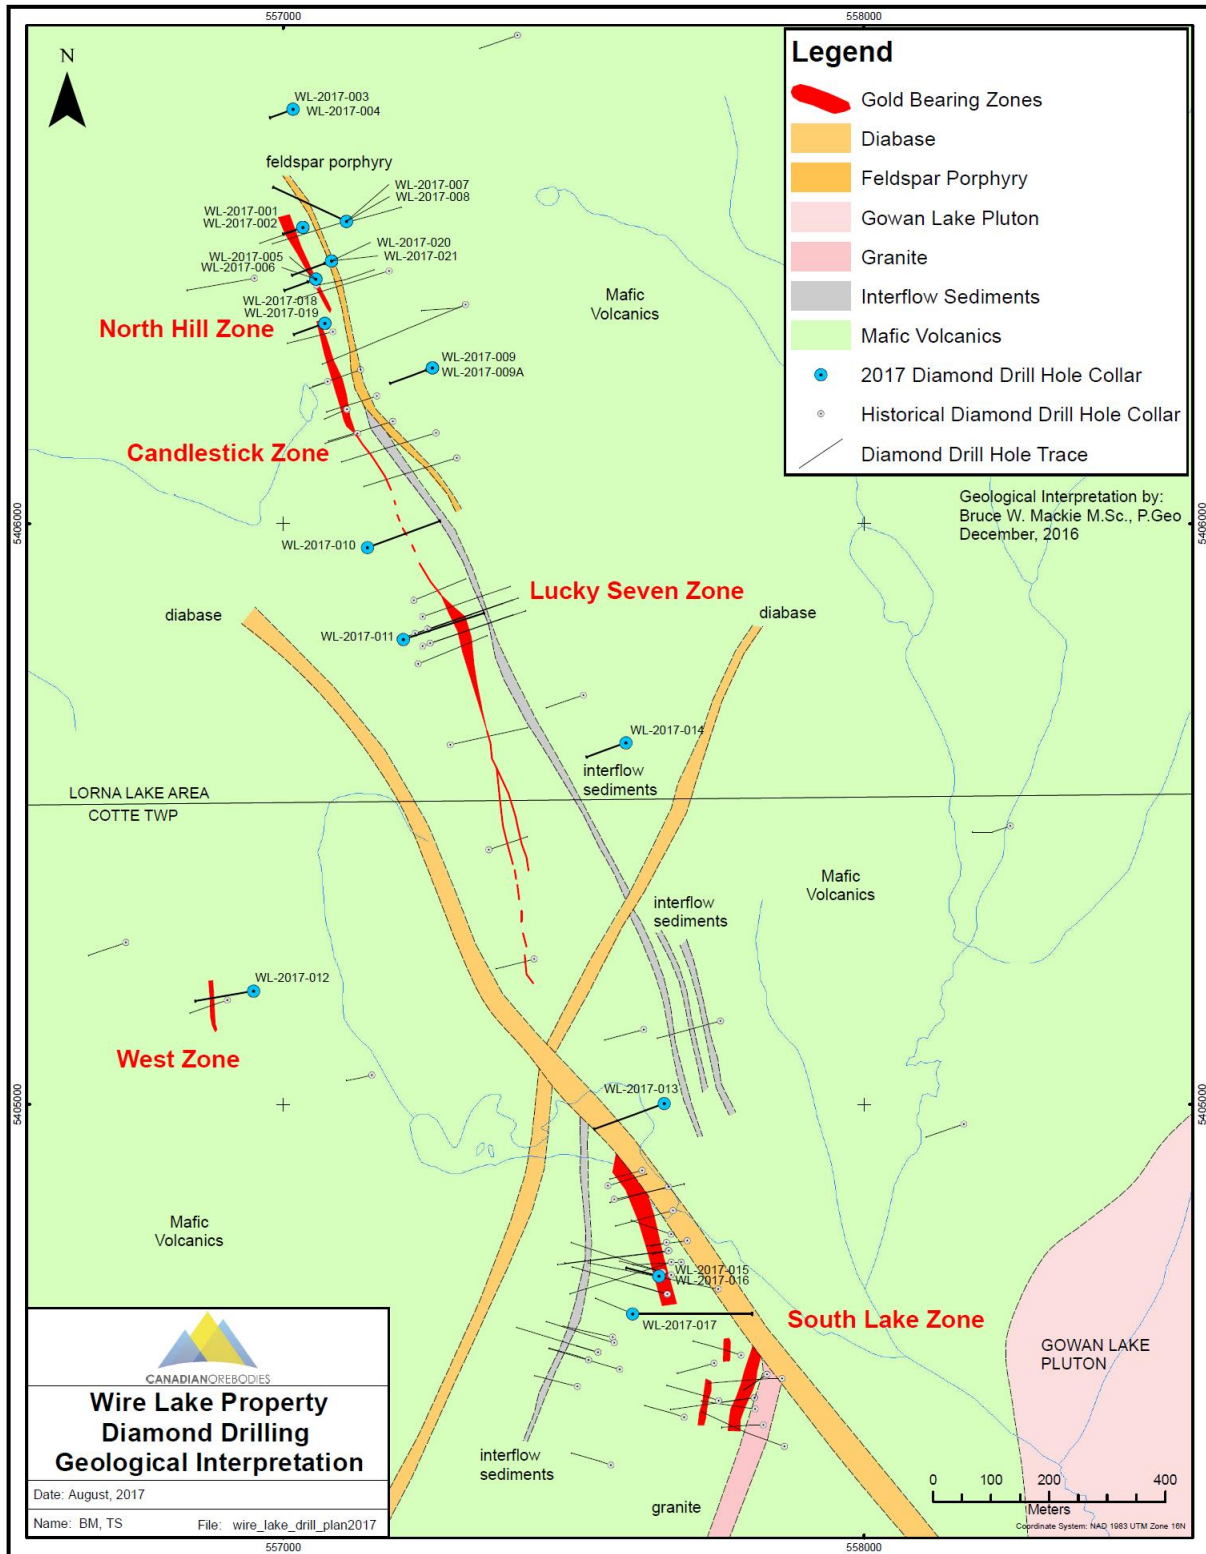 557000
558000
N
Legend
Gold Bearing Zones
Diabase
Feldspar Porphyry
Gowan Lake Pluton
Granite
Interflow Sediments
Mafic Volcanics
2017 Diamond Drill Hole Collar
Historical Diamond Drill Hole Collar
Diamond Drill Hole Trace
Geological Interpretation by:
Bruce W. Mackie M.Sc., P.Geo
December, 2016
WL-2017-003
WL-2017-004
feldspar porphyry
WL-2017-007
WL-2017-008
WL-2017-001
WL-2017-002
WL-2017-020
WL-2017-021
WL-2017-005
WL-2017-006
WL-2017-018
WL-2017-019
Mafic
Volcanics
North Hill Zone
WL-2017-009
WL-2017-009A
Candlestick Zone
5406000
5406000
WL-2017-010
Lucky Seven Zone
diabase
diabase
WL-2017-011
WL-2017-014
interflow
sediments
LORNA LAKE AREA
COTTE TWP
Mafic
Volcanics
interflow
sediments
WL-2017-012
West Zone
WL-2017-013
5405000
5405000
Mafic
Volcanics
WL-2017-015
WL-2017-016
WL-2017-017
South Lake Zone
GOWAN LAKE
PLUTON
interflow
sediments
granite
CANADIANOREBODIES
Wire Lake Property
Diamond Drilling
Geological Interpretation
Date: August, 2017
Name: BM, TS
File: wire_lake_drill_plan2017
0 100 200 400
Meters
Coordinate System: NAD 1983 UTM Zone 16N
557000
558000